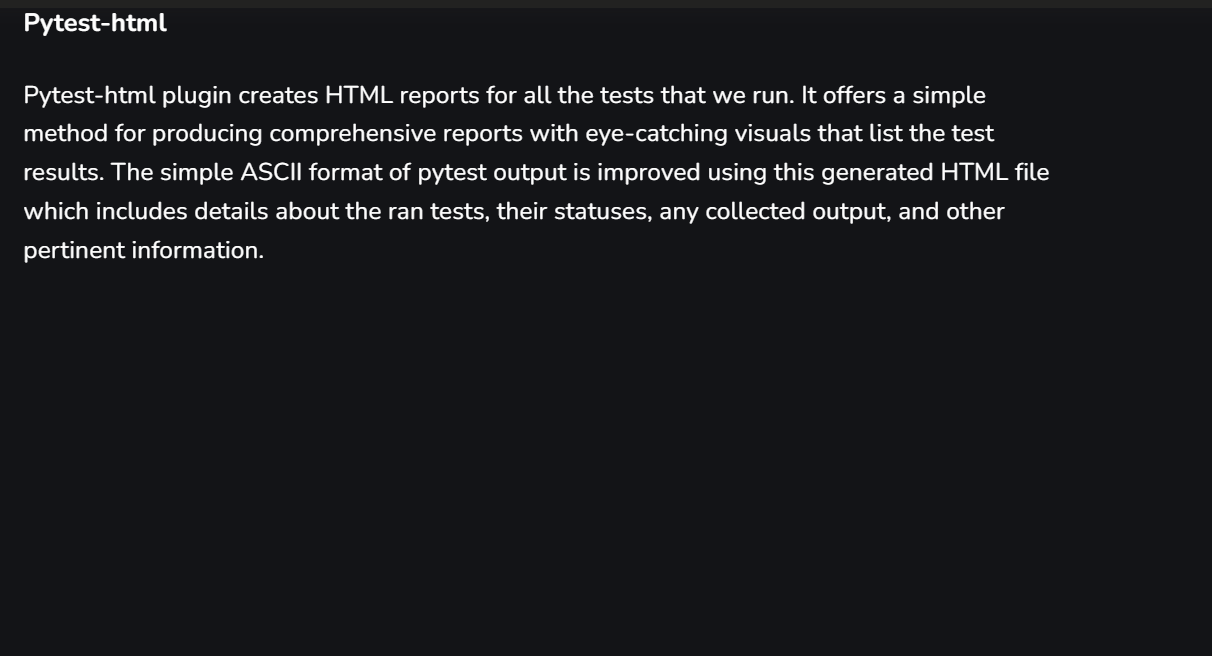 Pytest-html
Pytest-html plugin creates HTML reports for all the tests that we run. It offers a simple
method for producing comprehensive reports with eye-catching visuals that list the test
results. The simple ASCII format of pytest output is improved using this generated HTML file
which includes details about the ran tests, their statuses, any collected output, and other
pertinent information.